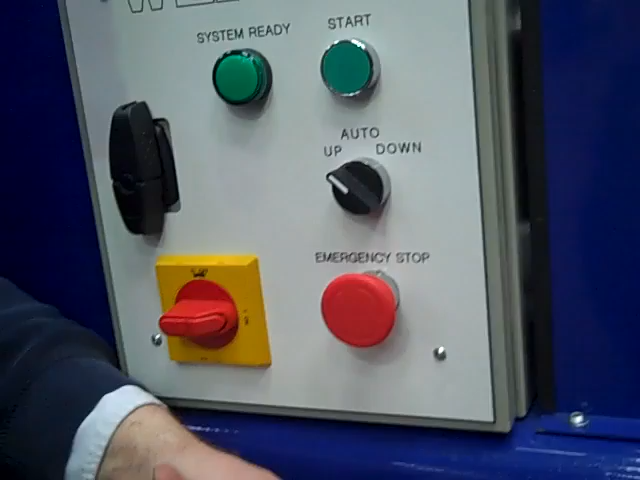 SYSTEM READY
START
AUTO
UP DOWN
EMERGENCY STOP